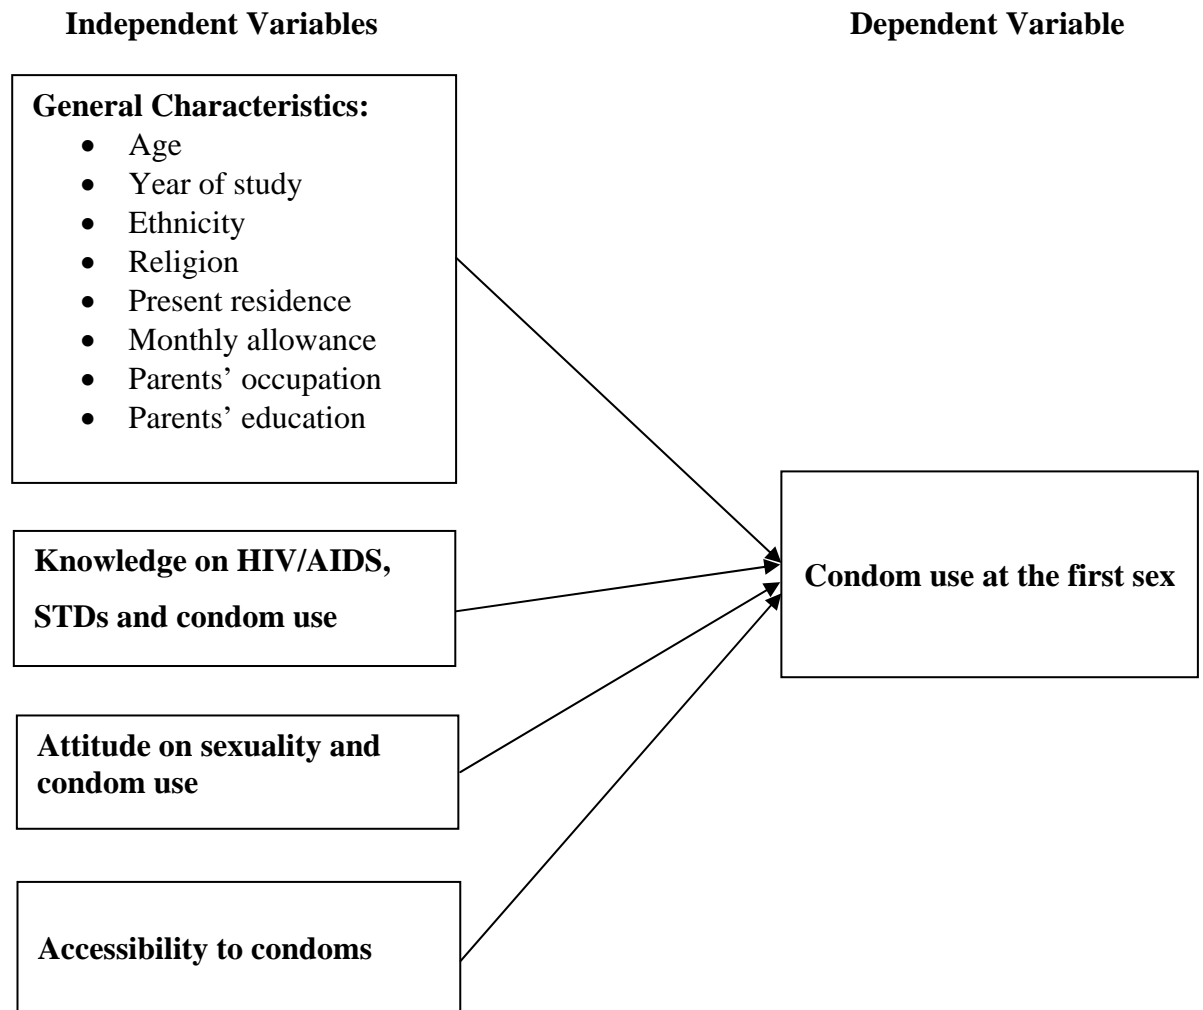 Independent Variables
Dependent Variable
General Characteristics:
• Age
• Year of study
• Ethnicity
• Religion
• Present residence
• Monthly allowance
• Parents’ occupation
• Parents’ education
Knowledge on HIV/AIDS,
STDs and condom use
Attitude on sexuality and
condom use
Accessibility to condoms
Condom use at the first sex